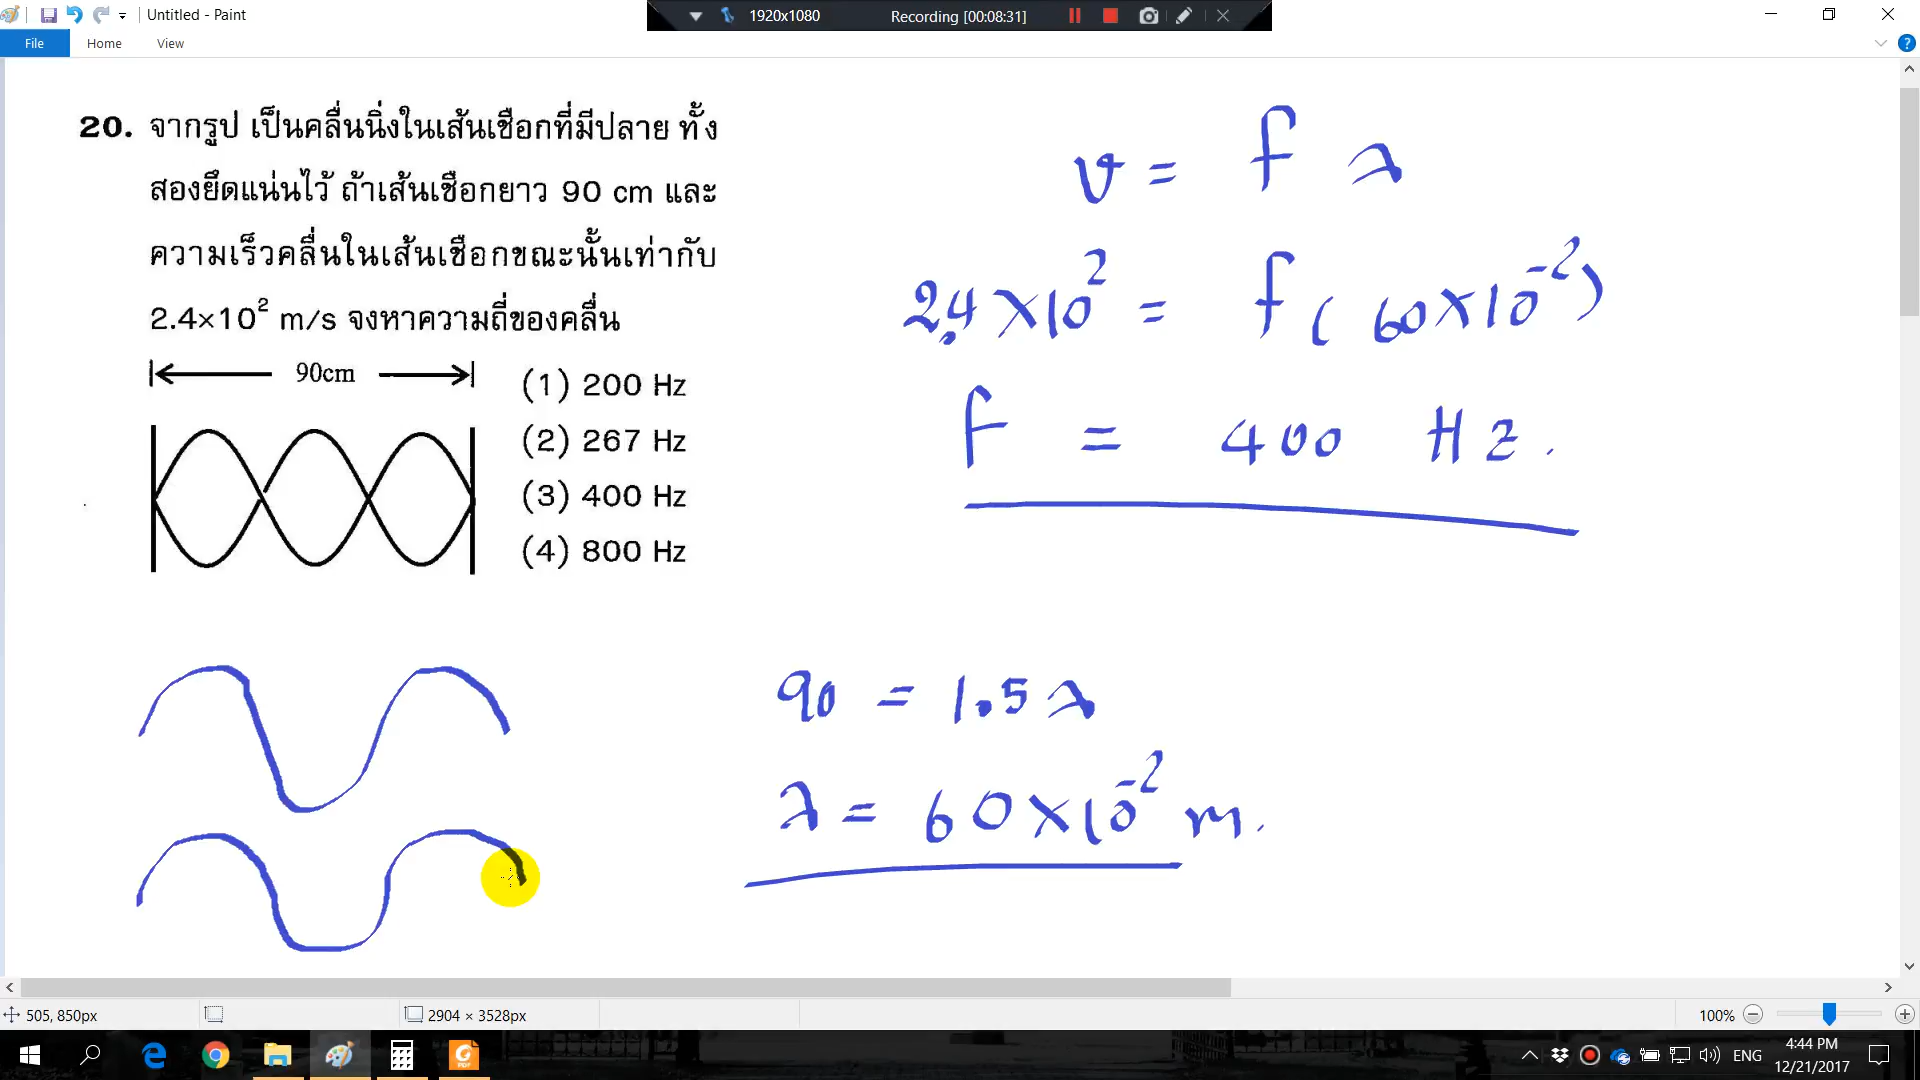 Untitled - Paint
1920x1080
Recording [00:08:31]
File
Home
View
20. จากรูป เป็นคลื่นนิ่งในเส้นเชือกที่มีปลาย ทั้ง
สองยึดแน่นไว้ ถ้าเส้นเชือกยาว 90 cm และ
ความเร็วคลื่นในเส้นเชือกขณะนั้นเท่ากับ
2.4×10² m/s จงหาความถี่ของคลื่น
90cm
(1) 200 Hz
(2) 267 Hz
(3) 400 Hz
(4) 800 Hz
v = f λ
2.4 × 10² = f ( 60 × 10⁻² )
f = 400 Hz.
90 = 1.5 λ
λ = 60 × 10⁻² m.
505, 850px
2904 × 3528px
100%
PDF
ENG
4:44 PM
12/21/2017